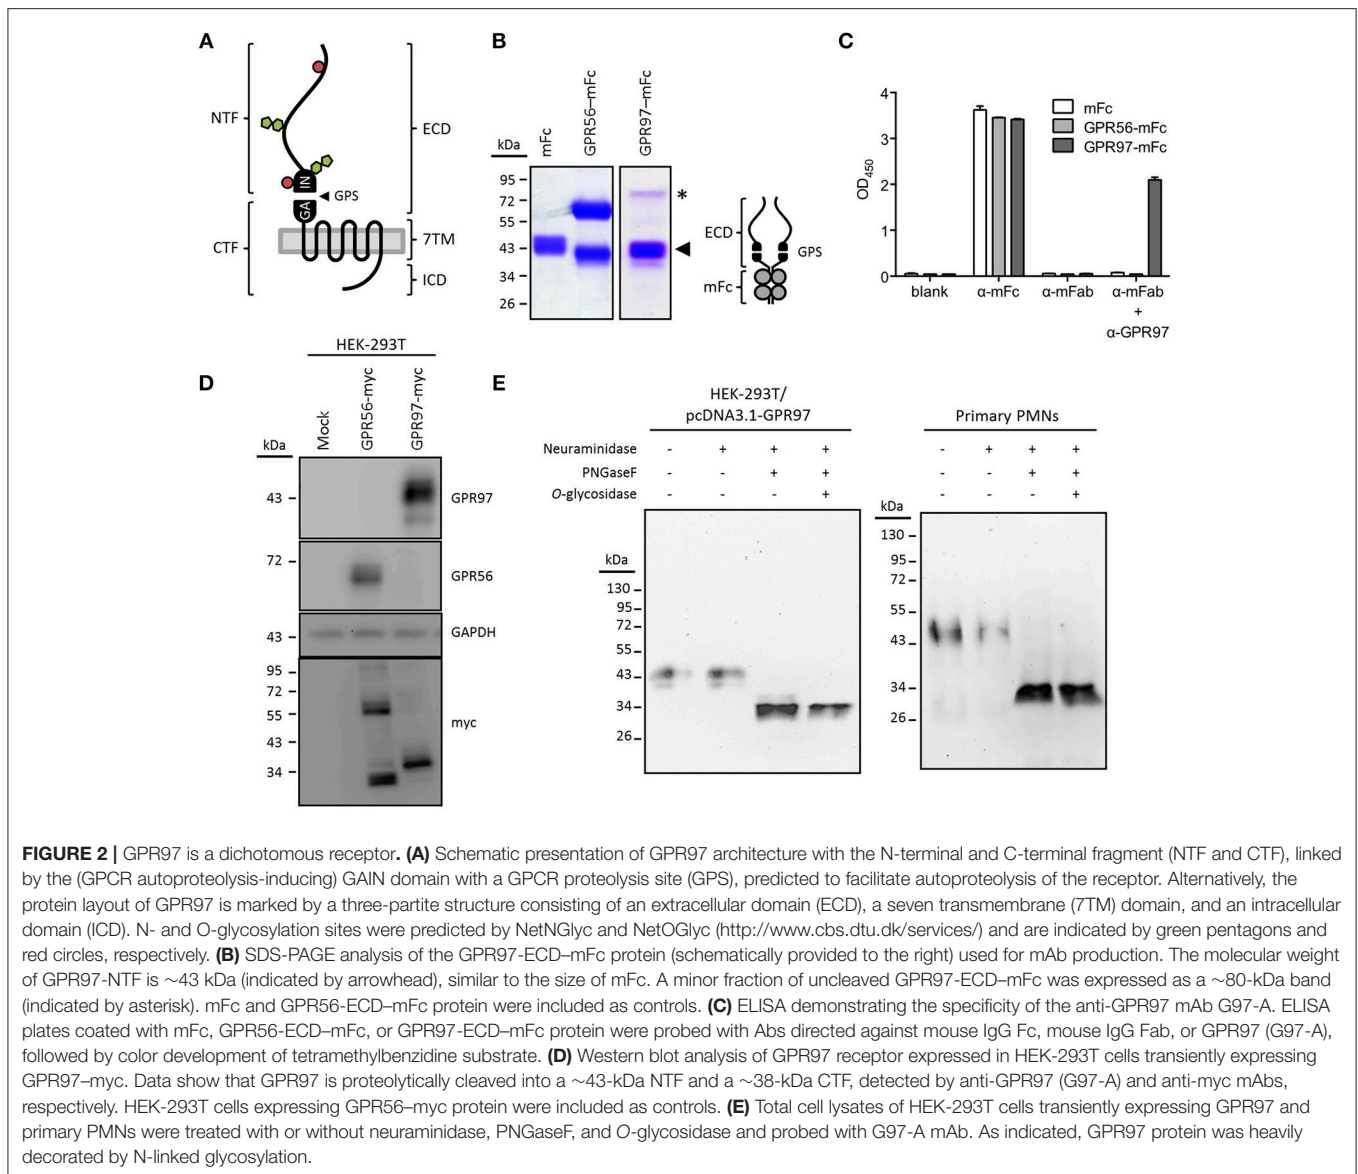 A
NTF
ECD
IN
GPS
GA
CTF
7TM
ICD
B
kDa
mFc
GPR56–mFc
GPR97–mFc
95
72
55
43
34
26
*
ECD
GPS
mFc
C
OD450
4
3
2
1
0
mFc
GPR56-mFc
GPR97-mFc
blank
α-mFc
α-mFab
α-mFab
+
α-GPR97
D
HEK-293T
kDa
Mock
GPR56-myc
GPR97-myc
43
GPR97
72
GPR56
43
GAPDH
95
72
55
43
34
myc
E
HEK-293T/
pcDNA3.1-GPR97
Primary PMNs
Neuraminidase - + + + - + + +
PNGaseF - - + + - - + +
O-glycosidase - - - + - - - +
kDa
130
95
72
55
43
34
26
kDa
130
95
72
55
43
34
26
FIGURE 2 | GPR97 is a dichotomous receptor. (A) Schematic presentation of GPR97 architecture with the N-terminal and C-terminal fragment (NTF and CTF), linked
by the (GPCR autoproteolysis-inducing) GAIN domain with a GPCR proteolysis site (GPS), predicted to facilitate autoproteolysis of the receptor. Alternatively, the
protein layout of GPR97 is marked by a three-partite structure consisting of an extracellular domain (ECD), a seven transmembrane (7TM) domain, and an intracellular
domain (ICD). N- and O-glycosylation sites were predicted by NetNGlyc and NetOGlyc (http://www.cbs.dtu.dk/services/) and are indicated by green pentagons and
red circles, respectively. (B) SDS-PAGE analysis of the GPR97-ECD–mFc protein (schematically provided to the right) used for mAb production. The molecular weight
of GPR97-NTF is ~43 kDa (indicated by arrowhead), similar to the size of mFc. A minor fraction of uncleaved GPR97-ECD–mFc was expressed as a ~80-kDa band
(indicated by asterisk). mFc and GPR56-ECD–mFc protein were included as controls. (C) ELISA demonstrating the specificity of the anti-GPR97 mAb G97-A. ELISA
plates coated with mFc, GPR56-ECD–mFc, or GPR97-ECD–mFc protein were probed with Abs directed against mouse IgG Fc, mouse IgG Fab, or GPR97 (G97-A),
followed by color development of tetramethylbenzidine substrate. (D) Western blot analysis of GPR97 receptor expressed in HEK-293T cells transiently expressing
GPR97–myc. Data show that GPR97 is proteolytically cleaved into a ~43-kDa NTF and a ~38-kDa CTF, detected by anti-GPR97 (G97-A) and anti-myc mAbs,
respectively. HEK-293T cells expressing GPR56–myc protein were included as controls. (E) Total cell lysates of HEK-293T cells transiently expressing GPR97 and
primary PMNs were treated with or without neuraminidase, PNGaseF, and O-glycosidase and probed with G97-A mAb. As indicated, GPR97 protein was heavily
decorated by N-linked glycosylation.